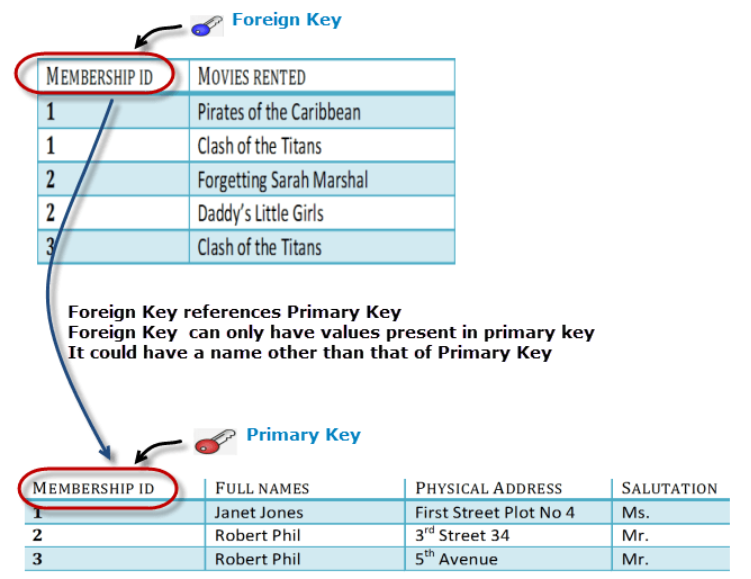 Foreign Key
MEMBERSHIP ID MOVIES RENTED
1 Pirates of the Caribbean
1 Clash of the Titans
2 Forgetting Sarah Marshal
2 Daddy's Little Girls
3 Clash of the Titans
Foreign Key references Primary Key
Foreign Key can only have values present in primary key
It could have a name other than that of Primary Key
Primary Key
MEMBERSHIP ID FULL NAMES PHYSICAL ADDRESS SALUTATION
1 Janet Jones First Street Plot No 4 Ms.
2 Robert Phil 3rd Street 34 Mr.
3 Robert Phil 5th Avenue Mr.